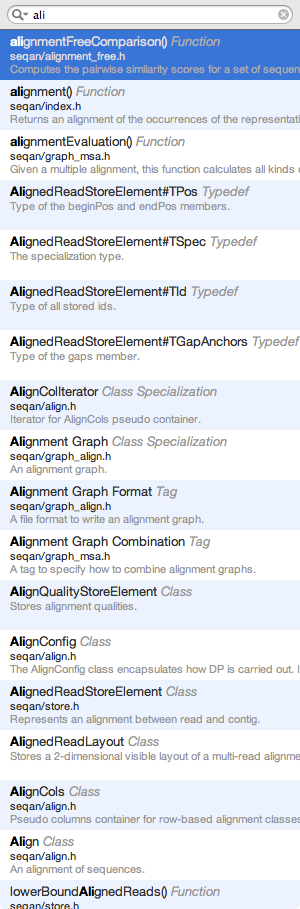 ali
alignmentFreeComparison() Function
seqan/alignment_free.h
Computes the pairwise similarity scores for a set of sequen
alignment() Function
seqan/index.h
Returns an alignment of the occurrences of the representati
alignmentEvaluation() Function
seqan/graph_msa.h
Given a multiple alignment, this function calculates all kinds o
AlignedReadStoreElement#TPos Typedef
Type of the beginPos and endPos members.
AlignedReadStoreElement#TSpec Typedef
The specialization type.
AlignedReadStoreElement#TId Typedef
Type of all stored ids.
AlignedReadStoreElement#TGapAnchors Typedef
Type of the gaps member.
AlignColIterator Class Specialization
seqan/align.h
Iterator for AlignCols pseudo container.
Alignment Graph Class Specialization
seqan/graph_align.h
An alignment graph.
Alignment Graph Format Tag
seqan/graph_align.h
A file format to write an alignment graph.
Alignment Graph Combination Tag
seqan/graph_msa.h
A tag to specify how to combine alignment graphs.
AlignQualityStoreElement Class
Stores alignment qualities.
AlignConfig Class
seqan/align.h
The AlignConfig class encapsulates how DP is carried out. I
AlignedReadStoreElement Class
seqan/store.h
Represents an alignment between read and contig.
AlignedReadLayout Class
Stores a 2-dimensional visible layout of a multi-read alignme
AlignCols Class
seqan/align.h
Pseudo columns container for row-based alignment classes
Align Class
seqan/align.h
An alignment of sequences.
lowerBoundAlignedReads() Function
seqan/store.h